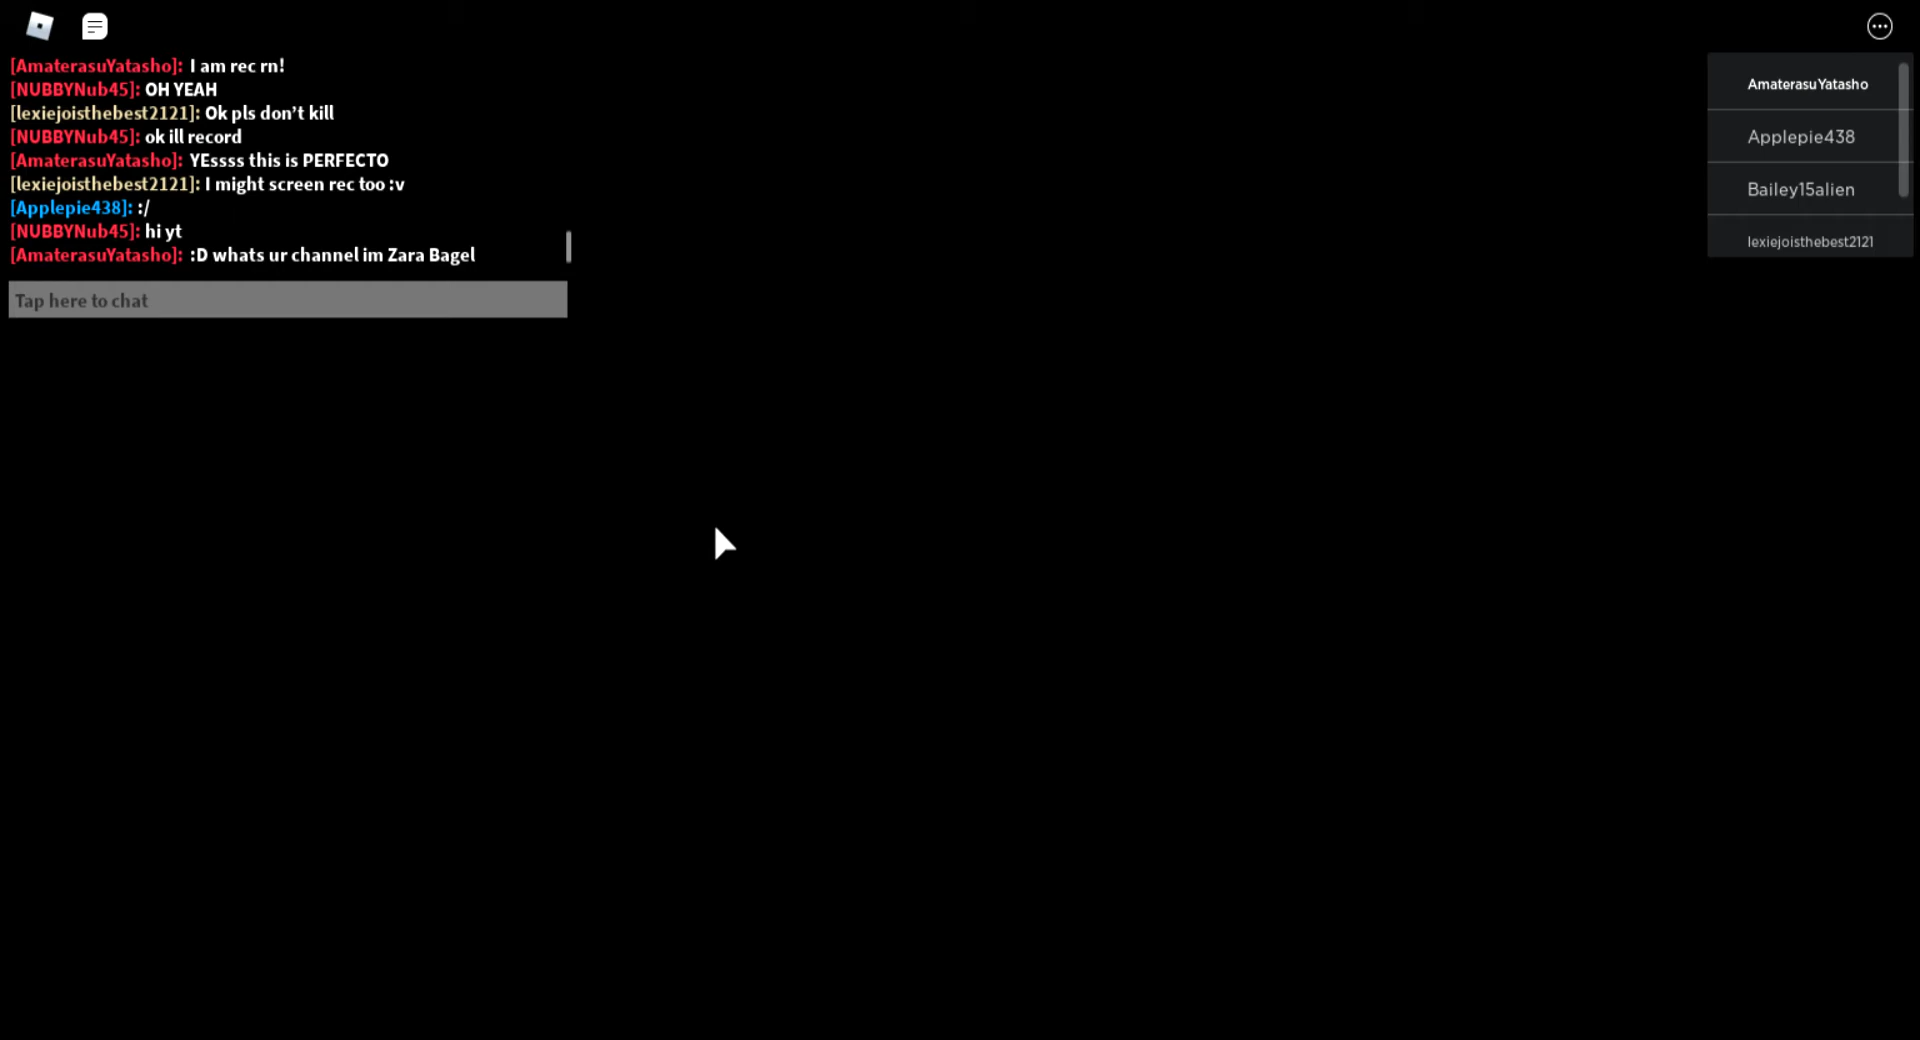 [AmaterasuYatasho]: I am rec rn!
[NUBBYNub45]: OH YEAH
[lexiejoisthebest2121]: Ok pls don't kill
[NUBBYNub45]: ok ill record
[AmaterasuYatasho]: YEssss this is PERFECTO
[lexiejoisthebest2121]: I might screen rec too :v
[Applepie438]: :/
[NUBBYNub45]: hi yt
[AmaterasuYatasho]: :D whats ur channel im Zara Bagel
Tap here to chat
AmaterasuYatasho
Applepie438
Bailey15alien
lexiejoisthebest2121